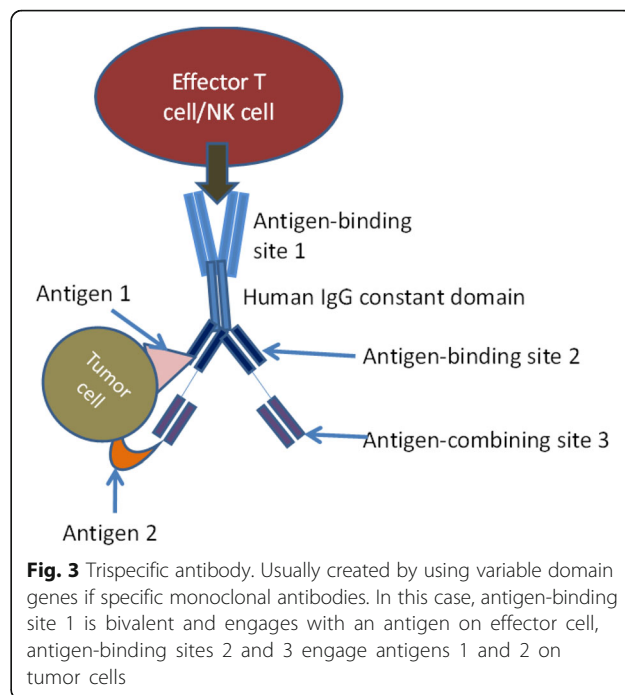 Effector T
cell/NK cell
Antigen-binding
site 1
Antigen 1
Human IgG constant domain
Tumor
cell
Antigen-binding site 2
Antigen-combining site 3
Antigen 2
Fig. 3 Trispecific antibody. Usually created by using variable domain
genes if specific monoclonal antibodies. In this case, antigen-binding
site 1 is bivalent and engages with an antigen on effector cell,
antigen-binding sites 2 and 3 engage antigens 1 and 2 on
tumor cells